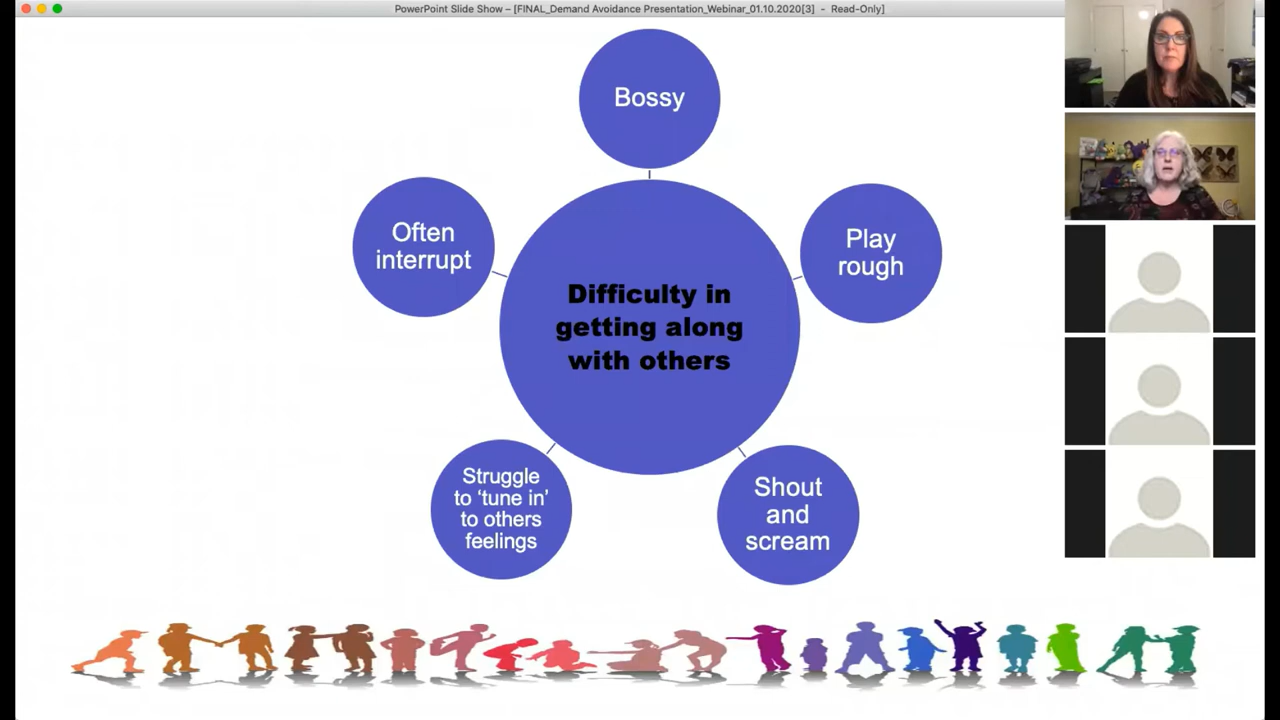 PowerPoint Slide Show – [FINAL_Demand Avoidance Presentation_Webinar_01.10.2020[3] - Read-Only]
Bossy
Often
interrupt
Play
rough
Difficulty in
getting along
with others
Struggle
to ‘tune in’
to others
feelings
Shout
and
scream